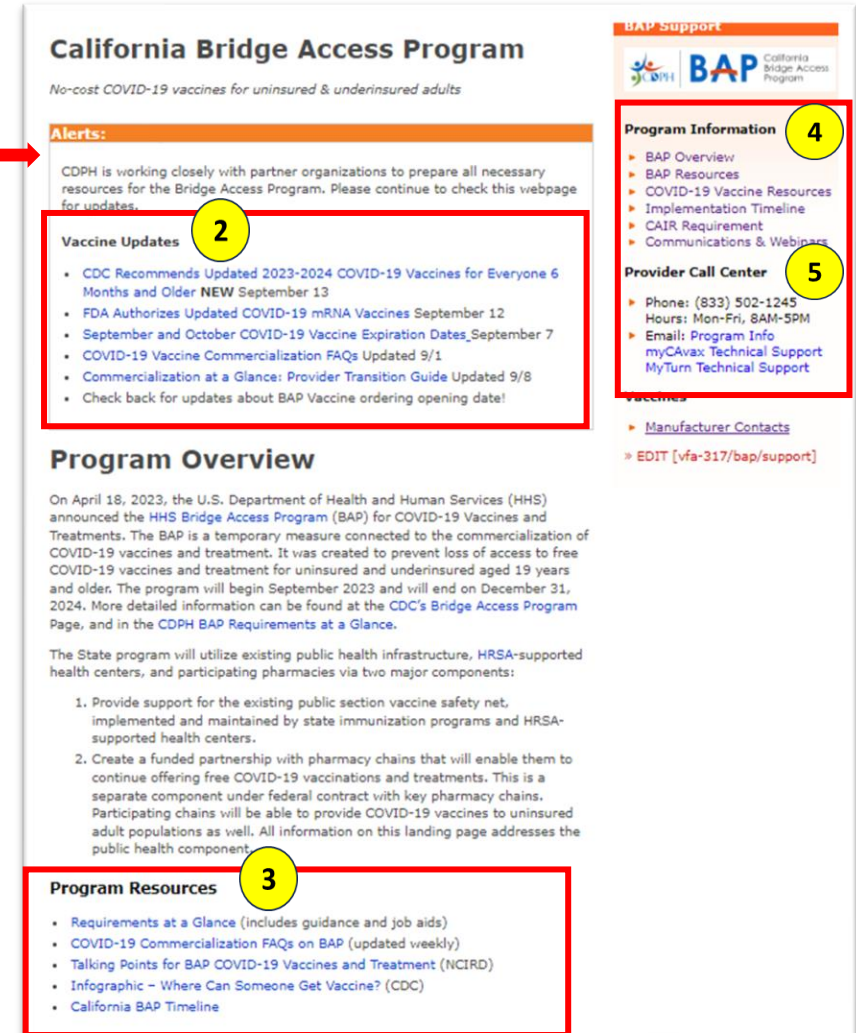 California Bridge Access Program
No-cost COVID-19 vaccines for uninsured & underinsured adults
Alerts:
CDPH is working closely with partner organizations to prepare all necessary
resources for the Bridge Access Program. Please continue to check this webpage
for updates.
2
Vaccine Updates
• CDC Recommends Updated 2023-2024 COVID-19 Vaccines for Everyone 6
Months and Older NEW September 13
• FDA Authorizes Updated COVID-19 mRNA Vaccines September 12
• September and October COVID-19 Vaccine Expiration Dates September 7
• COVID-19 Vaccine Commercialization FAQs Updated 9/1
• Commercialization at a Glance: Provider Transition Guide Updated 9/8
• Check back for updates about BAP Vaccine ordering opening date!
Program Overview
On April 18, 2023, the U.S. Department of Health and Human Services (HHS)
announced the HHS Bridge Access Program (BAP) for COVID-19 Vaccines and
Treatments. The BAP is a temporary measure connected to the commercialization of
COVID-19 vaccines and treatment. It was created to prevent loss of access to free
COVID-19 vaccines and treatment for uninsured and underinsured aged 19 years
and older. The program will begin September 2023 and will end on December 31,
2024. More detailed information can be found at the CDC's Bridge Access Program
Page, and in the CDPH BAP Requirements at a Glance.
The State program will utilize existing public health infrastructure, HRSA-supported
health centers, and participating pharmacies via two major components:
1. Provide support for the existing public section vaccine safety net,
implemented and maintained by state immunization programs and HRSA-
supported health centers.
2. Create a funded partnership with pharmacy chains that will enable them to
continue offering free COVID-19 vaccinations and treatments. This is a
separate component under federal contract with key pharmacy chains.
Participating chains will be able to provide COVID-19 vaccines to uninsured
adult populations as well. All information on this landing page addresses the
public health component.
3
Program Resources
• Requirements at a Glance (includes guidance and job aids)
• COVID-19 Commercialization FAQs on BAP (updated weekly)
• Talking Points for BAP COVID-19 Vaccines and Treatment (NCIRD)
• Infographic – Where Can Someone Get Vaccine? (CDC)
• California BAP Timeline
BAP Support
CDPH BAP California
Bridge Access
Program
Program Information
4
BAP Overview
BAP Resources
COVID-19 Vaccine Resources
Implementation Timeline
CAIR Requirement
Communications & Webinars
Provider Call Center
5
Phone: (833) 502-1245
Hours: Mon-Fri, 8AM-5PM
Email: Program Info
myCAvax Technical Support
MyTurn Technical Support
Vaccines
Manufacturer Contacts
» EDIT [vfa-317/bap/support]